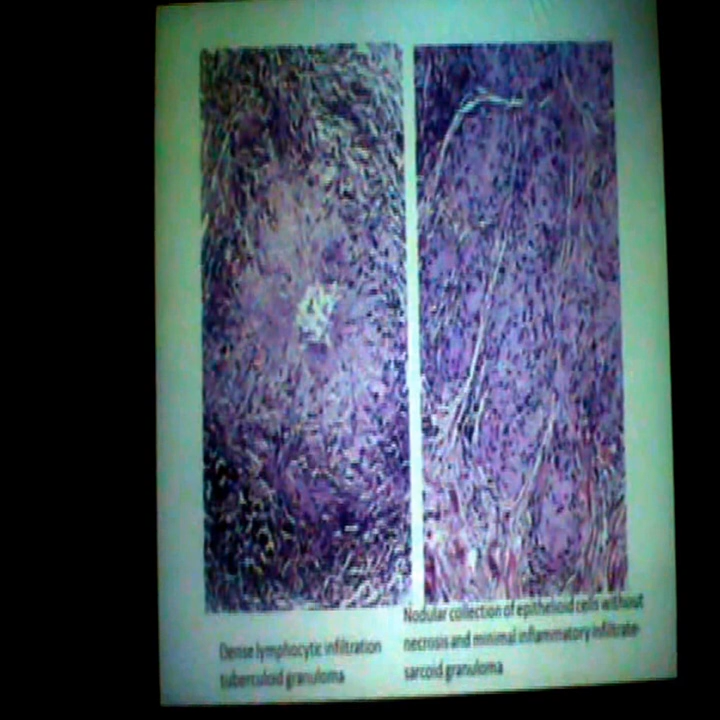 Dense lymphocytic infiltration
tuberculoid granuloma
Nodular collection of epithelioid cells without
necrosis and minimal inflammatory infiltrate-
sarcoid granuloma